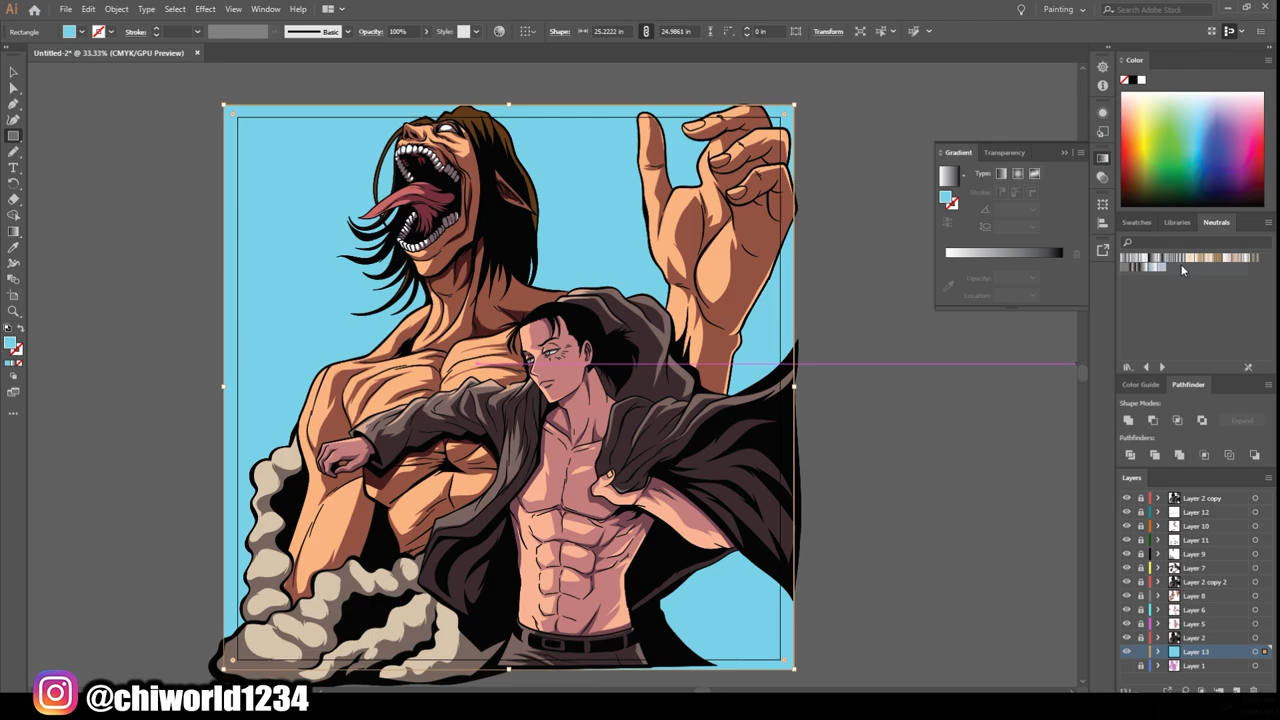 Ai File Edit Object Type Select Effect View Window Help Painting Search Adobe Stock
Rectangle Stroke: Basic Opacity: 100% Style: Shape: 25.2222 in 24.9861 in 0 in Transform
Untitled-2* @ 33.33% (CMYK/GPU Preview) ×
Color
Gradient Transparency
Type:
Stroke:
Opacity:
Location:
Swatches Libraries Neutrals
Color Guide Pathfinder
Shape Modes:
Expand
Pathfinders:
Layers
Layer 2 copy
Layer 12
Layer 10
Layer 11
Layer 9
Layer 7
Layer 2 copy 2
Layer 8
Layer 6
Layer 5
Layer 2
Layer 13
Layer 1
@chiworld1234